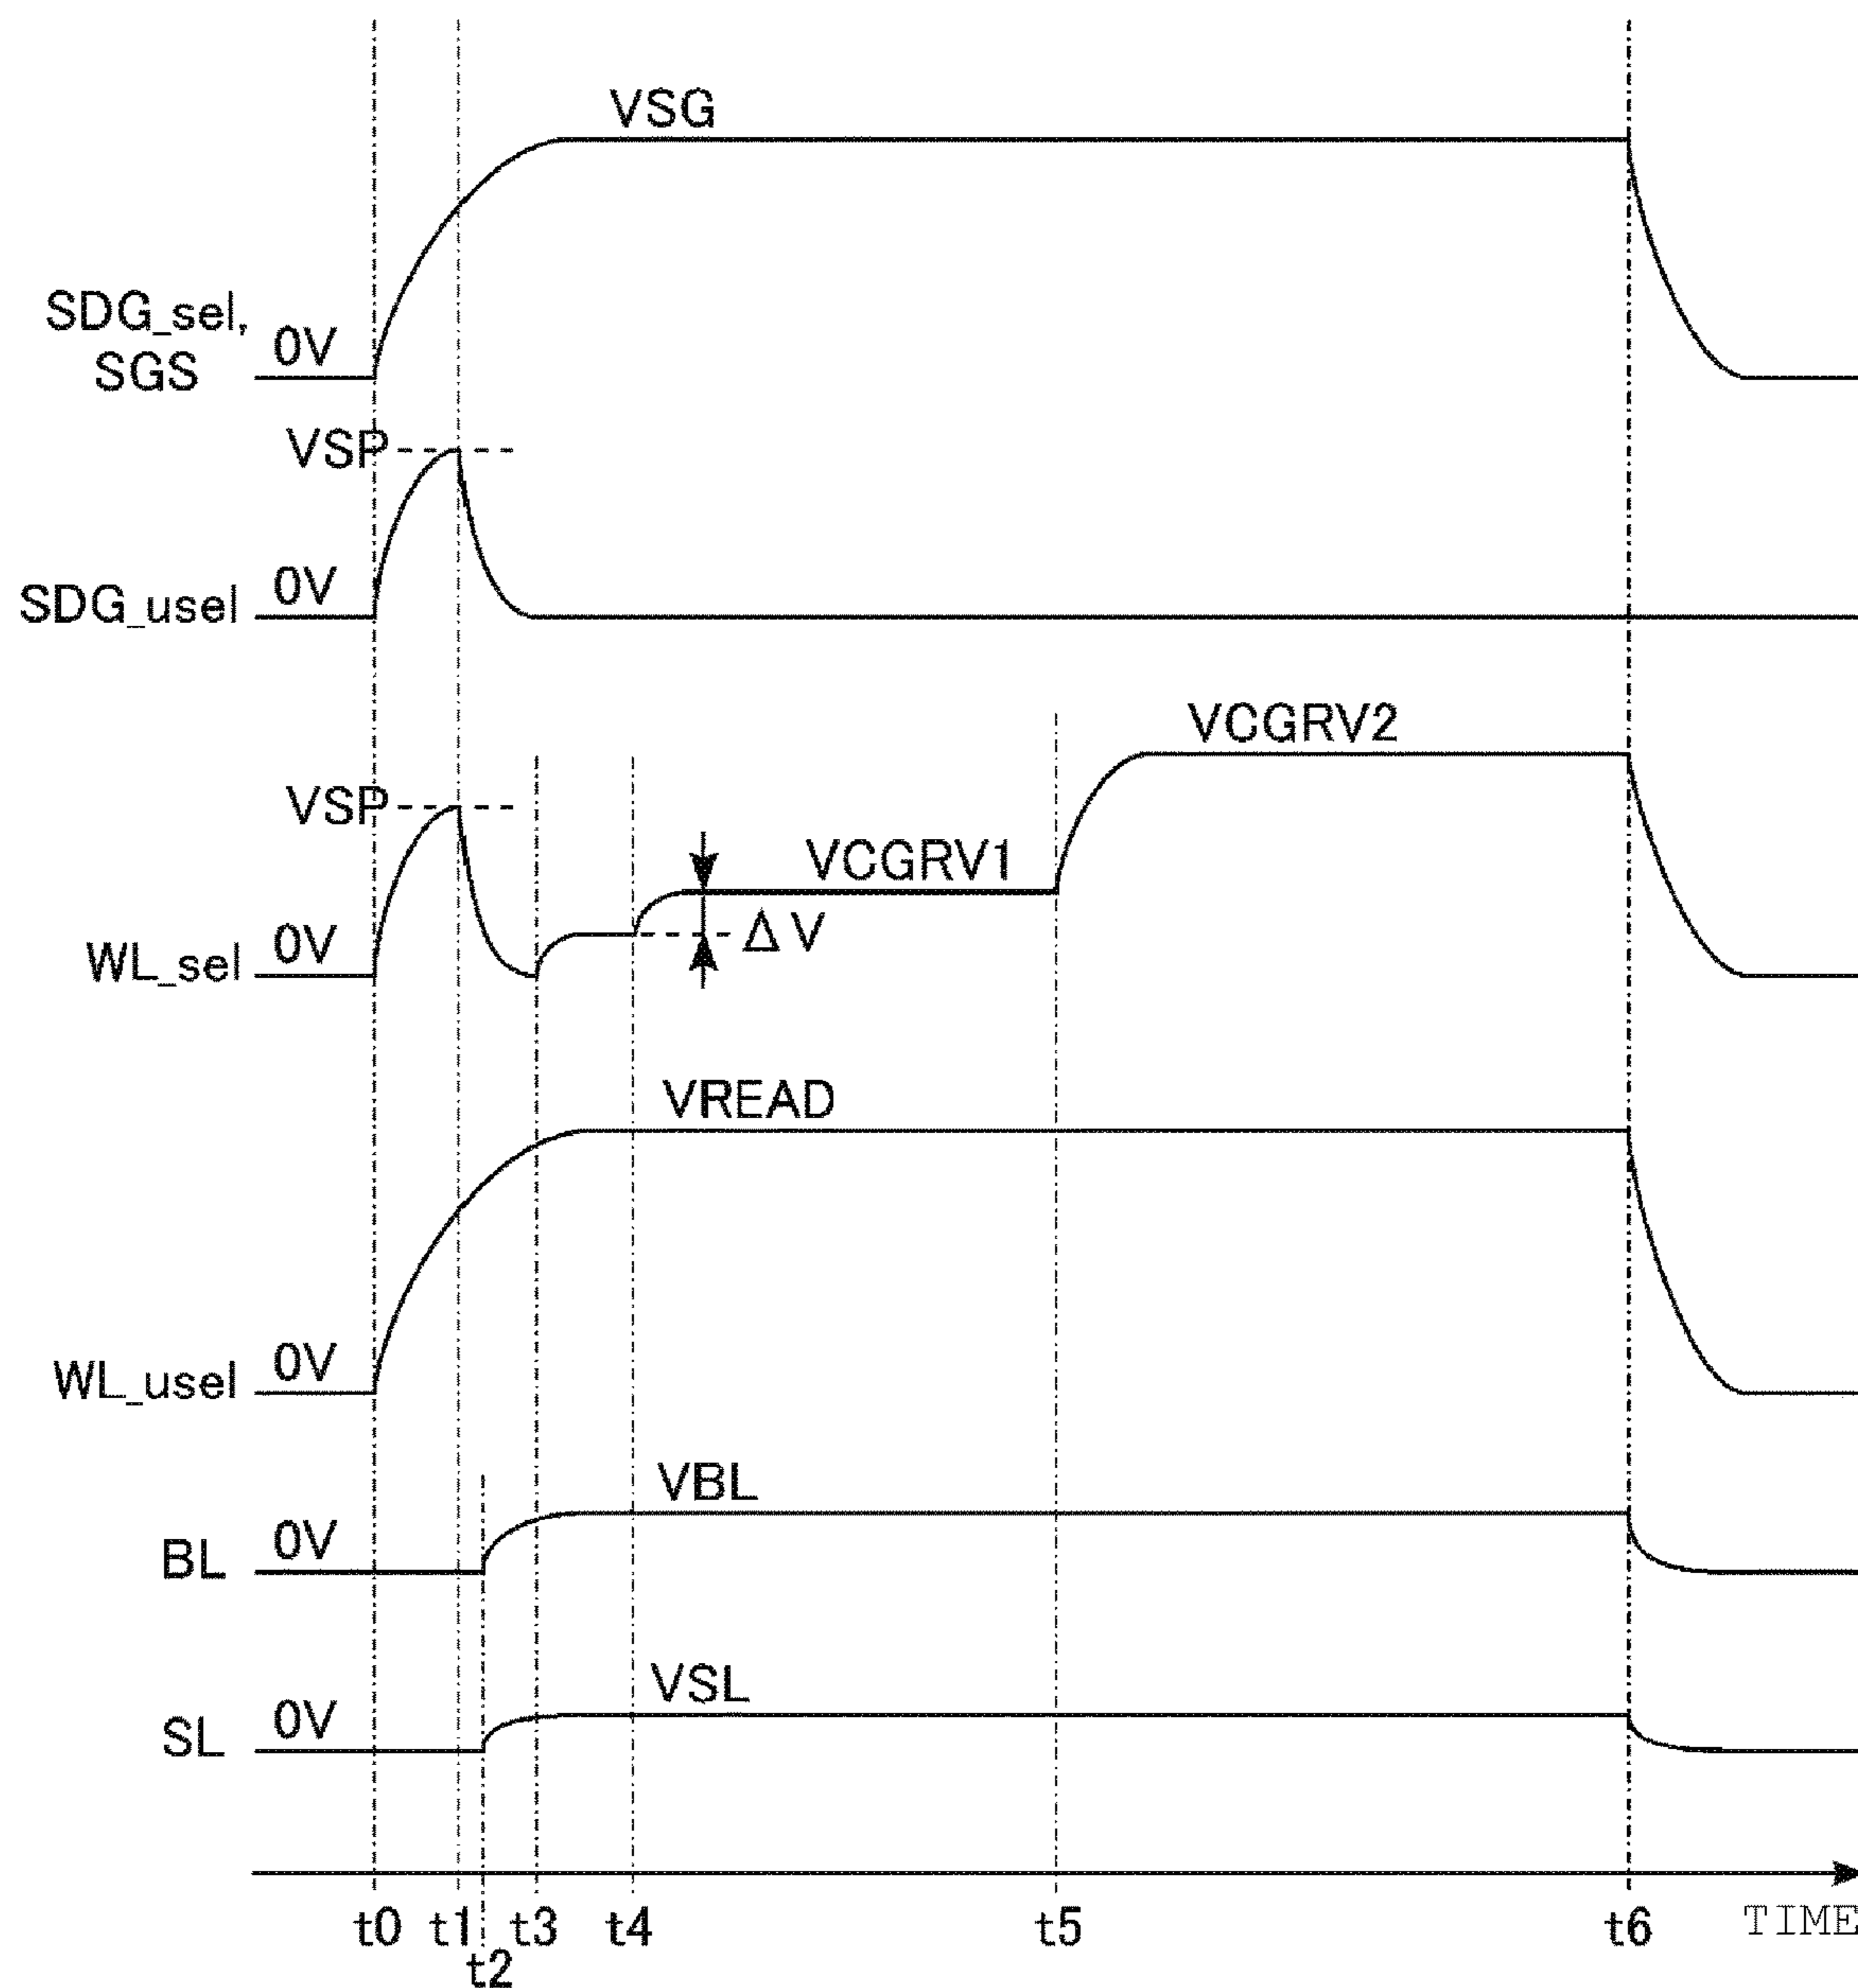 VSG
SDG_sel,
SGS
0V
VSP
SDG_usel
0V
VCGRV2
VSP
VCGRV1
ΔV
WL_sel
0V
VREAD
WL_usel
0V
VBL
BL
0V
VSL
SL
0V
t0 t1 t2 t3 t4 t5 t6 TIME